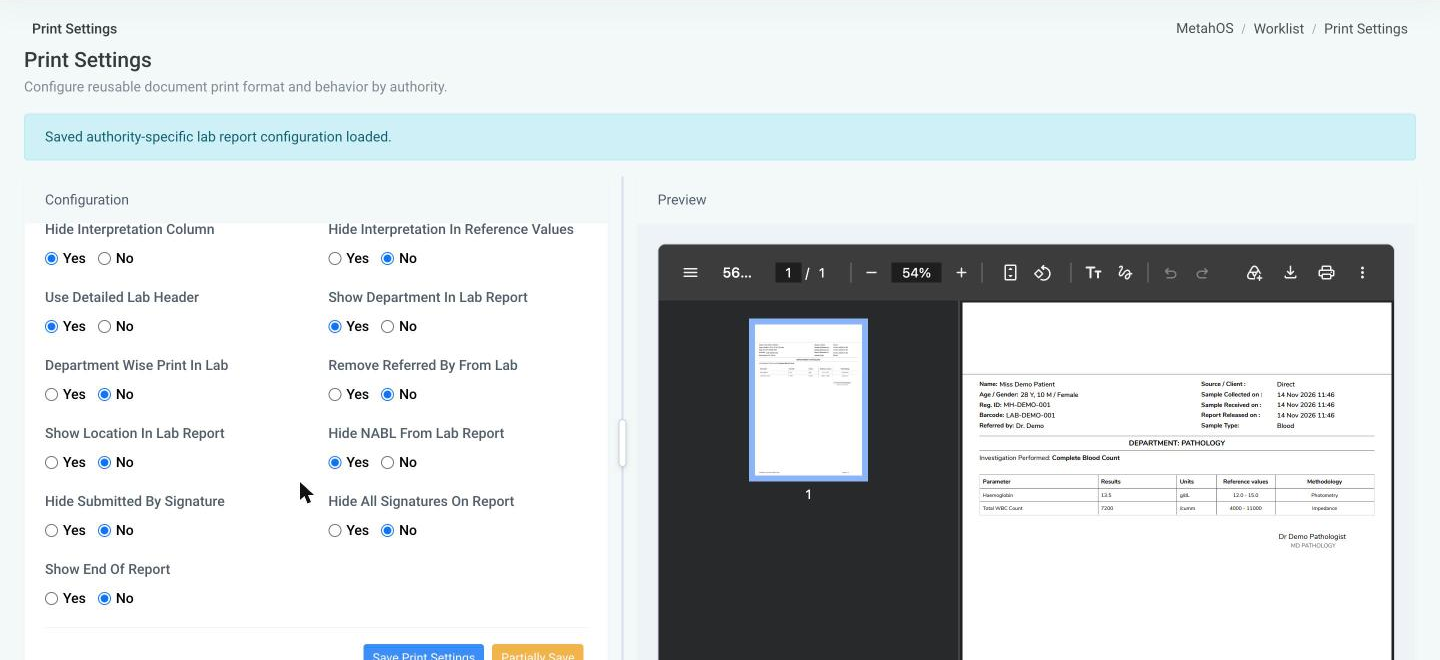 Print Settings
MetahOS / Worklist / Print Settings
Print Settings
Configure reusable document print format and behavior by authority.
Saved authority-specific lab report configuration loaded.
Configuration
Hide Interpretation Column
Yes No
Hide Interpretation In Reference Values
Yes No
Use Detailed Lab Header
Yes No
Show Department In Lab Report
Yes No
Department Wise Print In Lab
Yes No
Remove Referred By From Lab
Yes No
Show Location In Lab Report
Yes No
Hide NABL From Lab Report
Yes No
Hide Submitted By Signature
Yes No
Hide All Signatures On Report
Yes No
Show End Of Report
Yes No
Save Print Settings Partially Save
Preview
56... 1 / 1 54%
1
Name: Miss Demo Patient
Age / Gender: 28 Y, 10 M / Female
Reg. ID: MH-DEMO-001
Barcode: LAB-DEMO-001
Referred by: Dr. Demo
Source / Client : Direct
Sample Collected on : 14 Nov 2026 11:46
Sample Received on : 14 Nov 2026 11:46
Report Released on : 14 Nov 2026 11:46
Sample Type: Blood
DEPARTMENT: PATHOLOGY
Investigation Performed: Complete Blood Count
Parameter Results Units Reference values Methodology
Haemoglobin 13.5 g/dL 12.0 - 15.0 Photometry
Total WBC Count 7200 /cumm 4000 - 11000 Impedance
Dr Demo Pathologist
MD PATHOLOGY